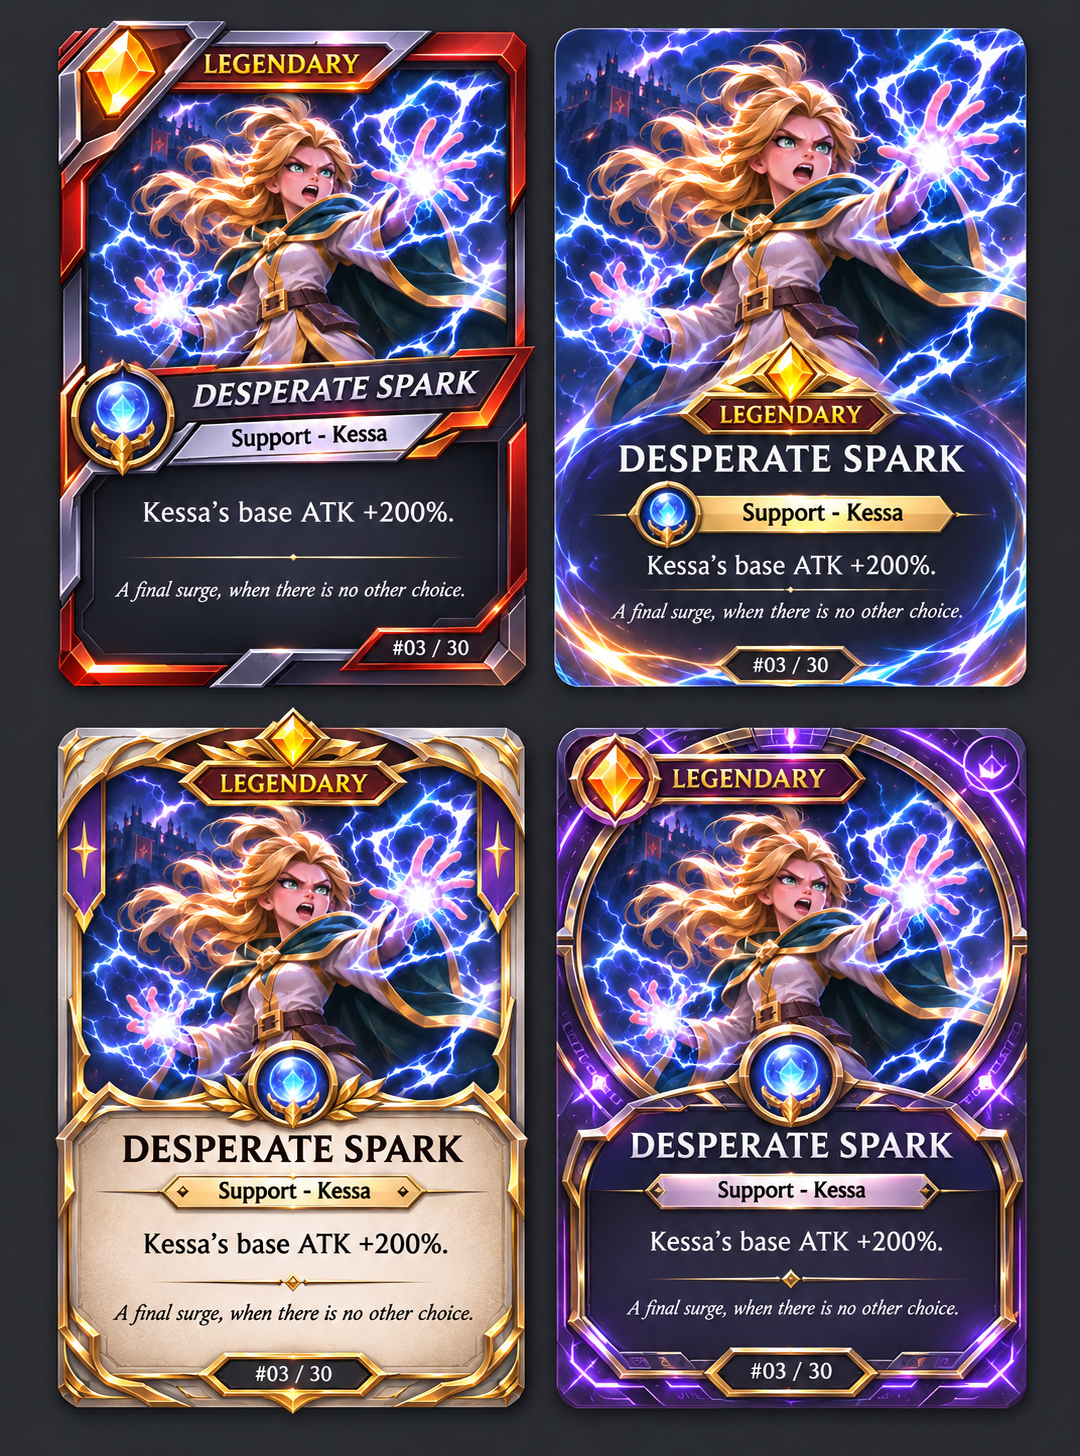 LEGENDARY
DESPERATE SPARK
Support - Kessa
Kessa’s base ATK +200%.
A final surge, when there is no other choice.
#03 / 30
LEGENDARY
DESPERATE SPARK
Support - Kessa
Kessa’s base ATK +200%.
A final surge, when there is no other choice.
#03 / 30
LEGENDARY
DESPERATE SPARK
Support - Kessa
Kessa’s base ATK +200%.
A final surge, when there is no other choice.
#03 / 30
LEGENDARY
DESPERATE SPARK
Support - Kessa
Kessa’s base ATK +200%.
A final surge, when there is no other choice.
#03 / 30